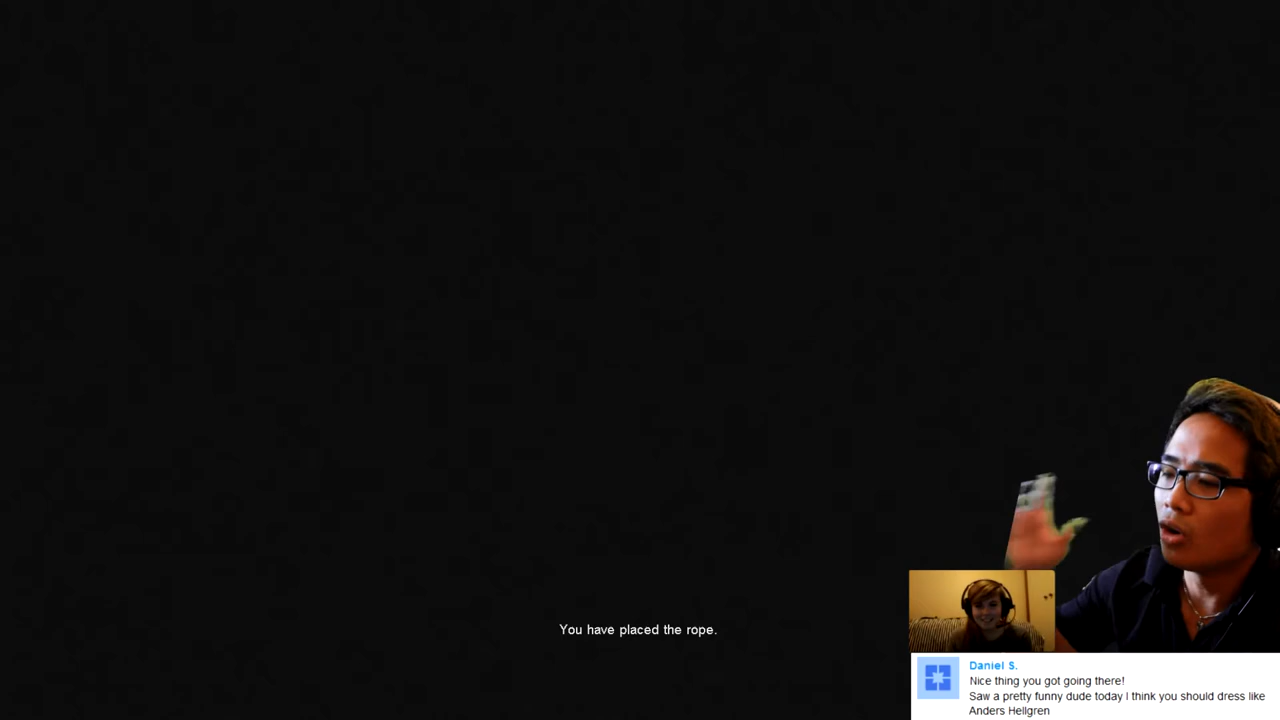 You have placed the rope.
Daniel S.
Nice thing you got going there!
Saw a pretty funny dude today I think you should dress like
Anders Hellgren